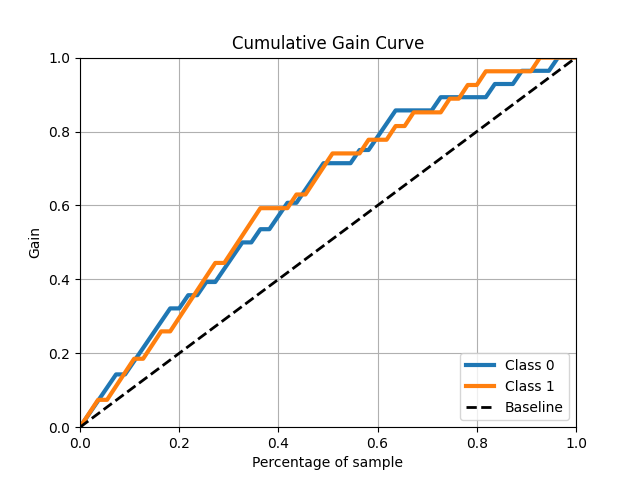 Cumulative Gain Curve
1.0
0.8
0.6
0.4
0.2
0.0
Gain
0.0 0.2 0.4 0.6 0.8 1.0
Percentage of sample
Class 0
Class 1
Baseline